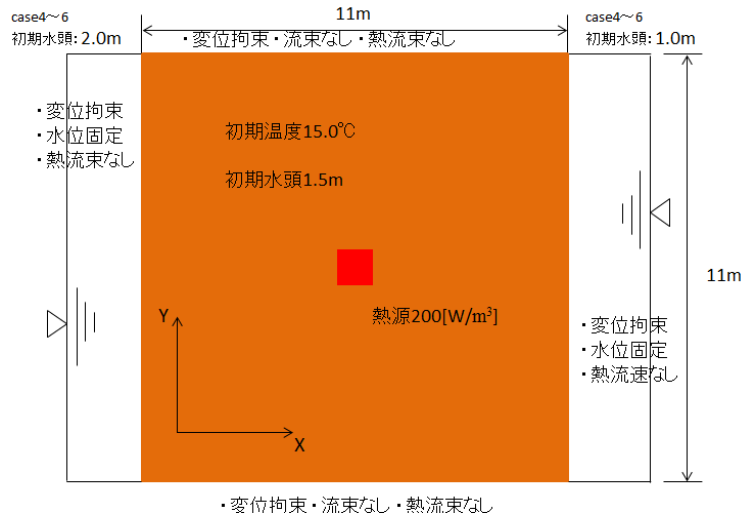 case4～6
初期水頭：2.0m
11m
case4～6
初期水頭：1.0m
・変位拘束・流束なし・熱流束なし
・変位拘束
・水位固定
・熱流束なし
初期温度15.0℃
初期水頭1.5m
11m
熱源200[W/m³]
Y
X
・変位拘束
・水位固定
・熱流速なし
・変位拘束・流束なし・熱流束なし